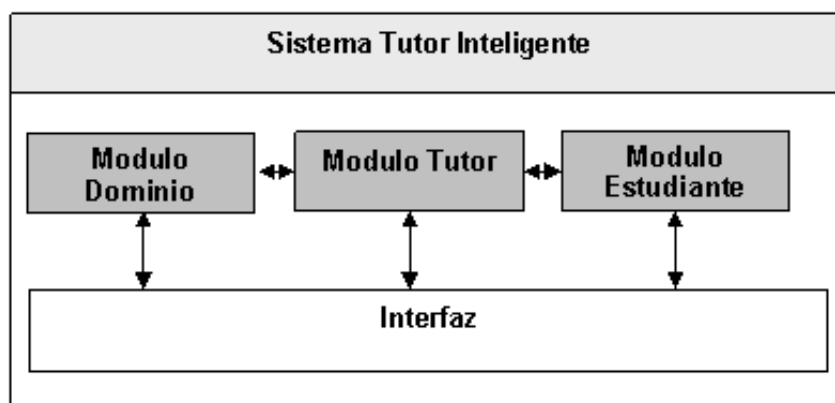 Sistema Tutor Inteligente
Modulo
Dominio
Modulo Tutor
Modulo
Estudiante
Interfaz